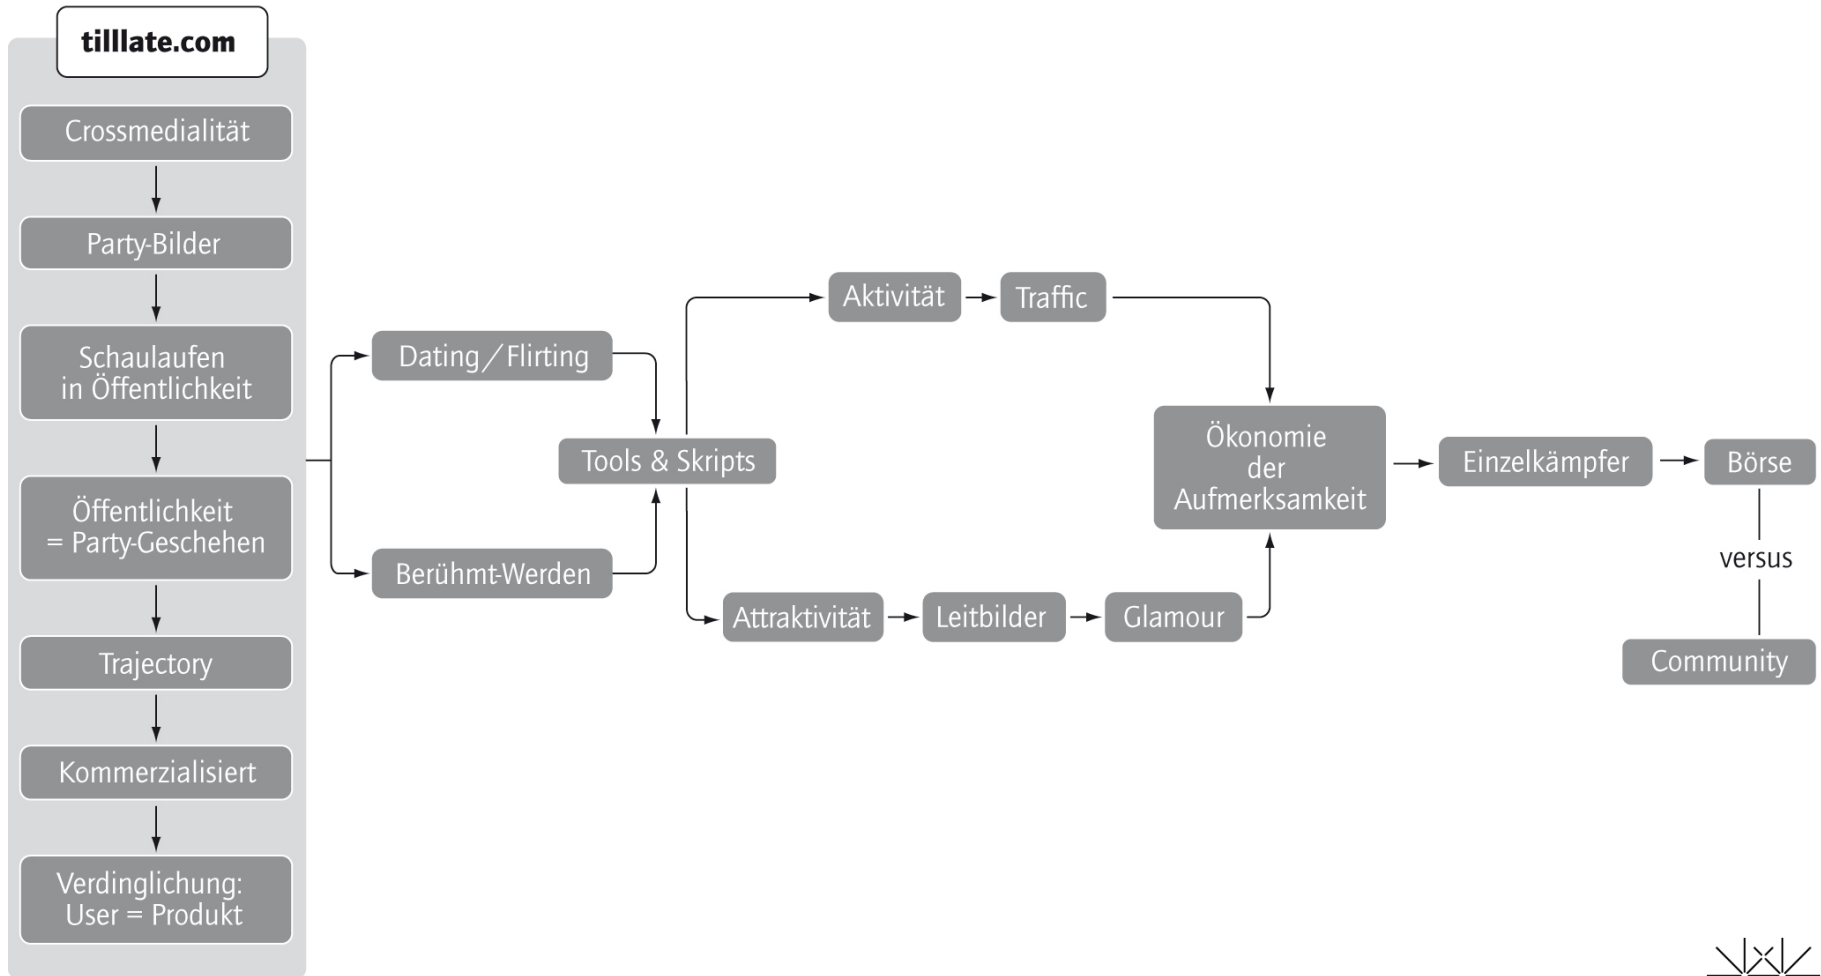 tilllate.com
Crossmedialität
Party-Bilder
Schaulaufen
in Öffentlichkeit
Öffentlichkeit
= Party-Geschehen
Trajectory
Kommerzialisiert
Verdinglichung:
User = Produkt
Dating/Flirting
Berühmt-Werden
Tools & Skripts
Aktivität
Traffic
Attraktivität
Leitbilder
Glamour
Ökonomie
der
Aufmerksamkeit
Einzelkämpfer
Börse
versus
Community